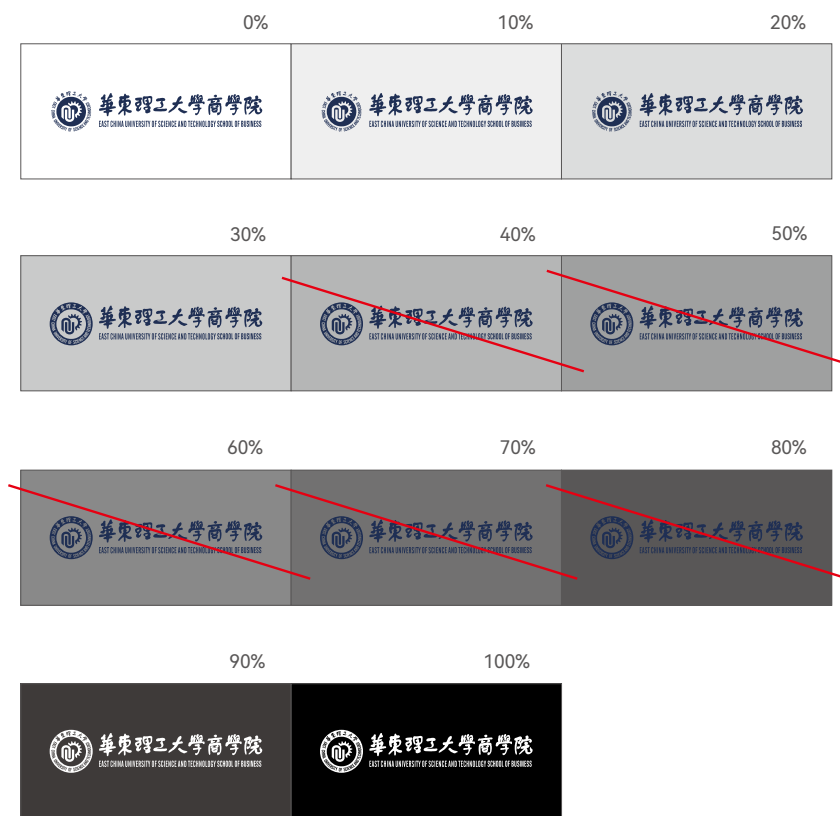 0%
10%
20%
華東理工大學商學院
EAST CHINA UNIVERSITY OF SCIENCE AND TECHNOLOGY SCHOOL OF BUSINESS
華東理工大學商學院
EAST CHINA UNIVERSITY OF SCIENCE AND TECHNOLOGY SCHOOL OF BUSINESS
華東理工大學商學院
EAST CHINA UNIVERSITY OF SCIENCE AND TECHNOLOGY SCHOOL OF BUSINESS
30%
40%
50%
華東理工大學商學院
EAST CHINA UNIVERSITY OF SCIENCE AND TECHNOLOGY SCHOOL OF BUSINESS
華東理工大學商學院
EAST CHINA UNIVERSITY OF SCIENCE AND TECHNOLOGY SCHOOL OF BUSINESS
華東理工大學商學院
EAST CHINA UNIVERSITY OF SCIENCE AND TECHNOLOGY SCHOOL OF BUSINESS
60%
70%
80%
華東理工大學商學院
EAST CHINA UNIVERSITY OF SCIENCE AND TECHNOLOGY SCHOOL OF BUSINESS
華東理工大學商學院
EAST CHINA UNIVERSITY OF SCIENCE AND TECHNOLOGY SCHOOL OF BUSINESS
華東理工大學商學院
EAST CHINA UNIVERSITY OF SCIENCE AND TECHNOLOGY SCHOOL OF BUSINESS
90%
100%
華東理工大學商學院
EAST CHINA UNIVERSITY OF SCIENCE AND TECHNOLOGY SCHOOL OF BUSINESS
華東理工大學商學院
EAST CHINA UNIVERSITY OF SCIENCE AND TECHNOLOGY SCHOOL OF BUSINESS